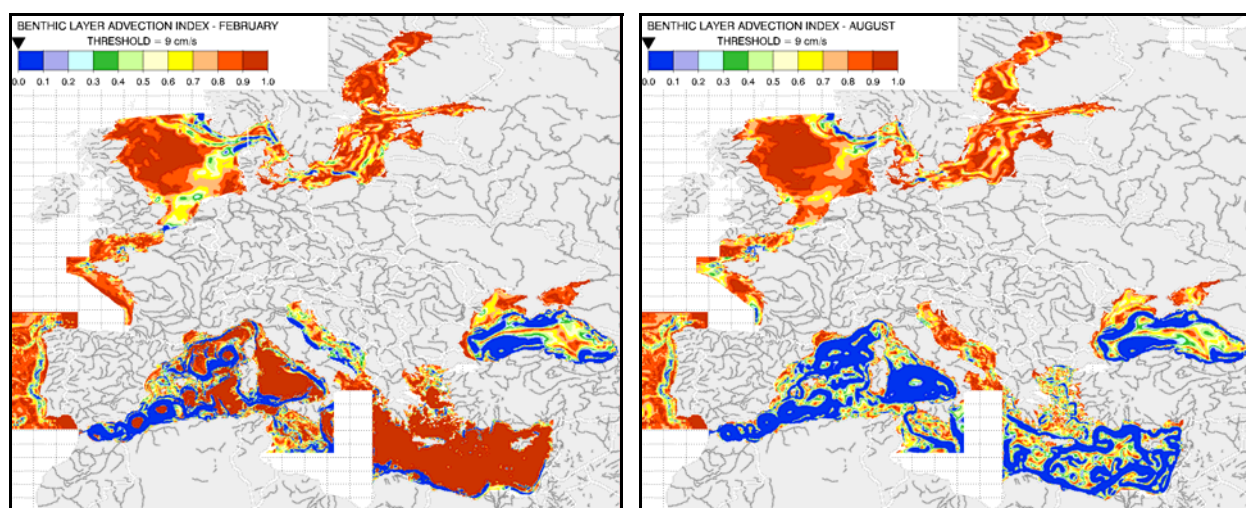 BENTHIC LAYER ADVECTION INDEX - FEBRUARY
THRESHOLD = 9 cm/s
0.0 0.1 0.2 0.3 0.4 0.5 0.6 0.7 0.8 0.9 1.0
BENTHIC LAYER ADVECTION INDEX - AUGUST
THRESHOLD = 9 cm/s
0.0 0.1 0.2 0.3 0.4 0.5 0.6 0.7 0.8 0.9 1.0